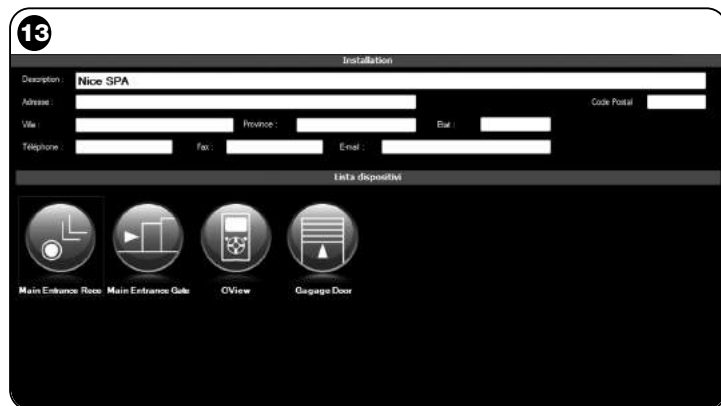 13
Installation
Description : Nice SPA
Adresse : Code Postal
Ville : Province : Etat :
Téléphone : Fax : E-mail :
Lista dispositivi
Main Entrance Rece Main Entrance Gate OView Gagage Door